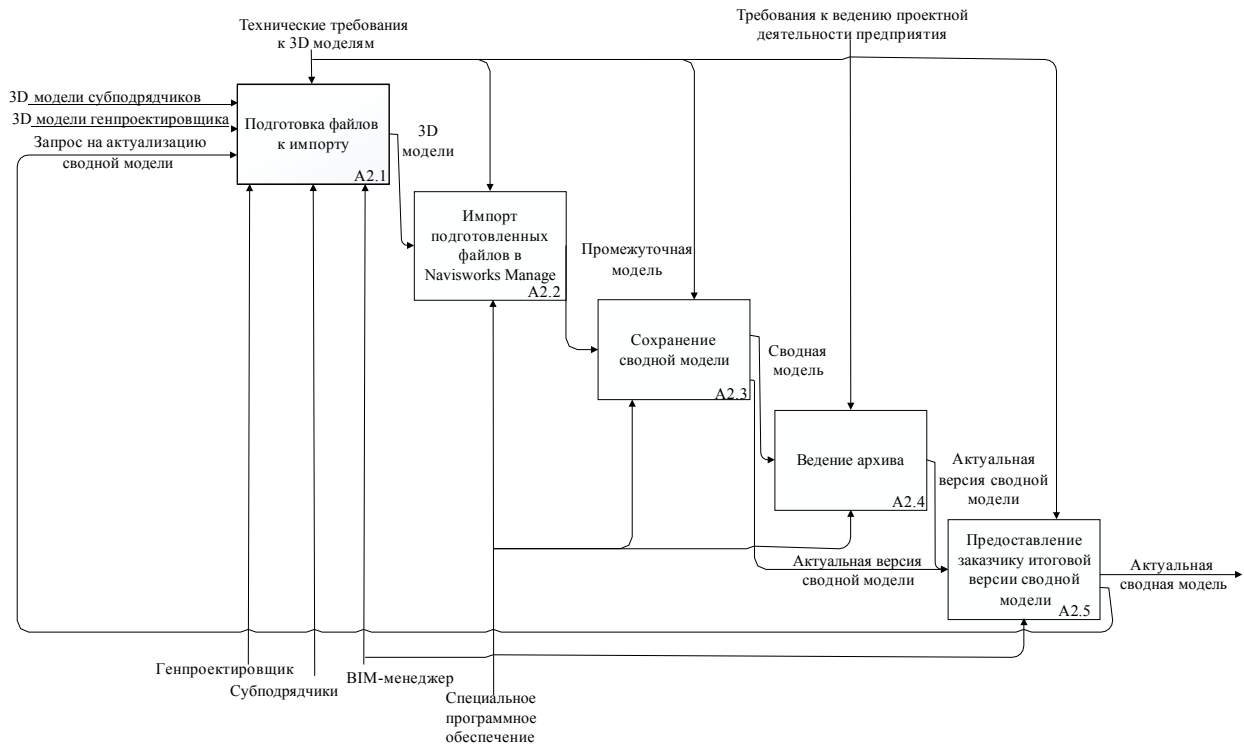 Технические требования
к 3D моделям
Требования к ведению проектной
деятельности предприятия
3D модели субподрядчиков
3D модели генпроектировщика
Запрос на актуализацию
сводной модели
Подготовка файлов
к импорту
A2.1
3D
модели
Импорт
подготовленных
файлов в
Navisworks Manage
A2.2
Промежуточная
модель
Сохранение
сводной модели
A2.3
Сводная
модель
Ведение архива
A2.4
Актуальная
версия сводной
модели
Актуальная версия
сводной модели
Предоставление
заказчику итоговой
версии сводной
модели
A2.5
Актуальная
сводная модель
Генпроектировщик
Субподрядчики
BIM-менеджер
Специальное
программное
обеспечение